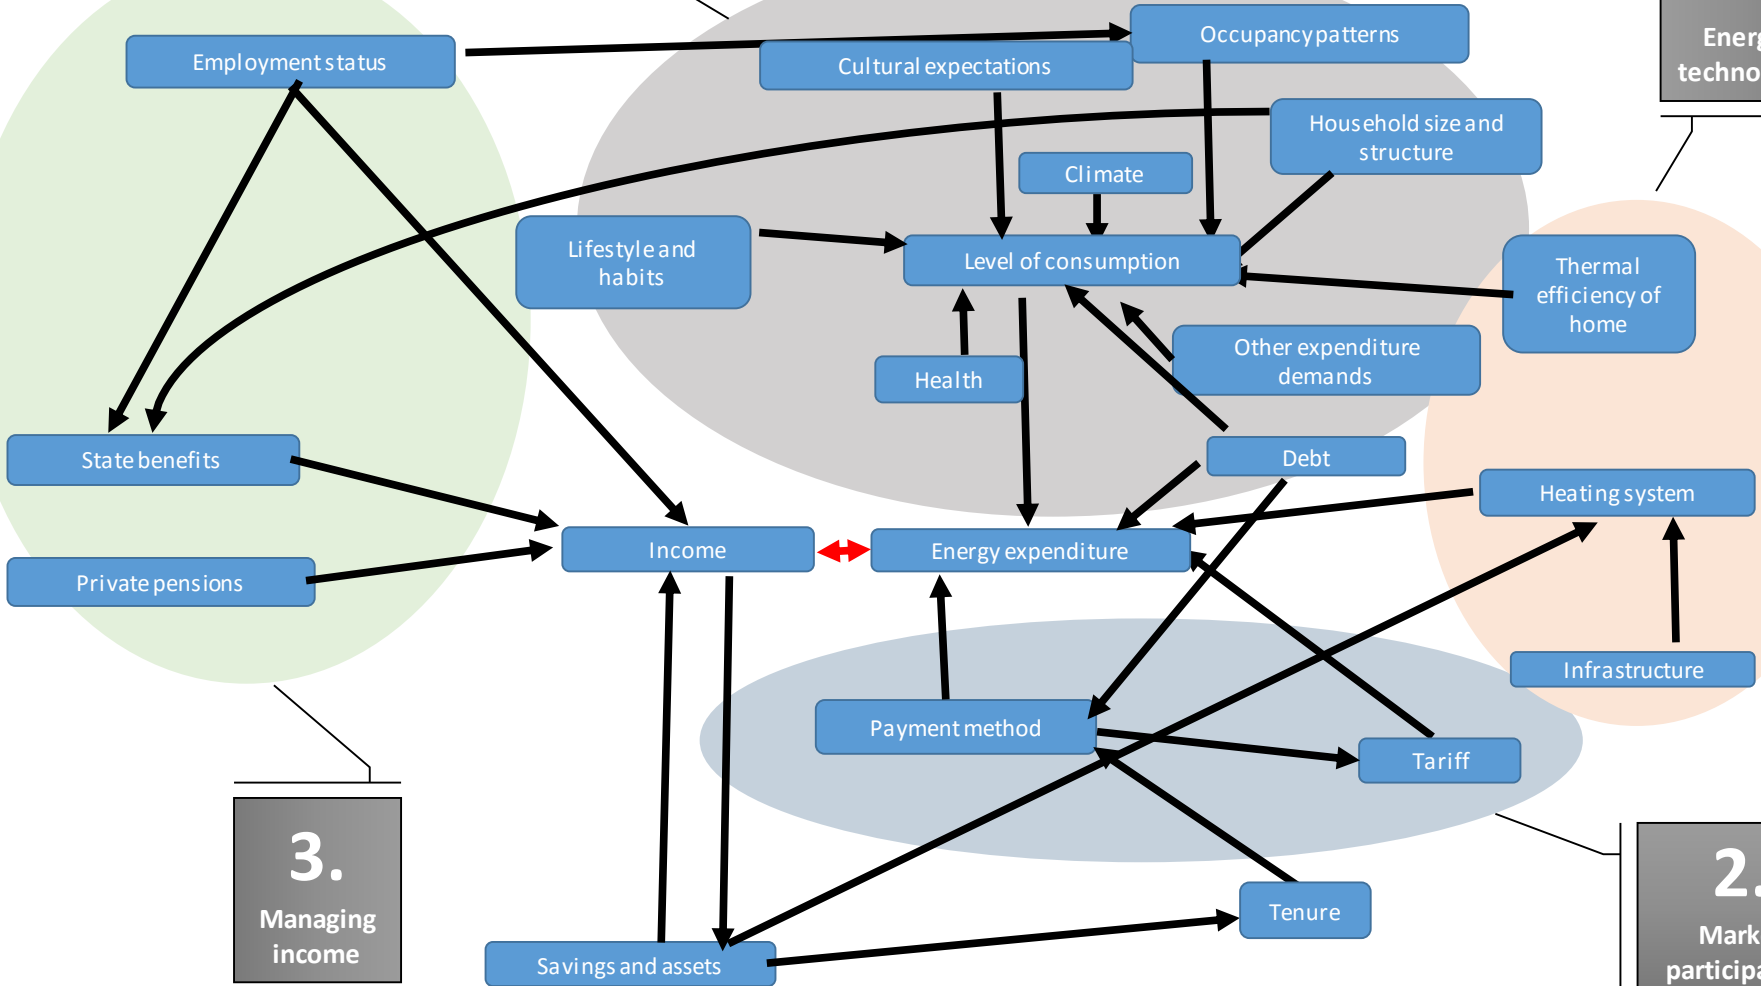 Employment status
Occupancy patterns
Cultural expectations
Household size and
structure
Climate
Lifestyle and
habits
Level of consumption
Thermal
efficiency of
home
Other expenditure
demands
Health
State benefits
Debt
Heating system
Income
Energy expenditure
Private pensions
Infrastructure
Payment method
Tariff
3.
Managing
income
2.
Tenure
Savings and assets